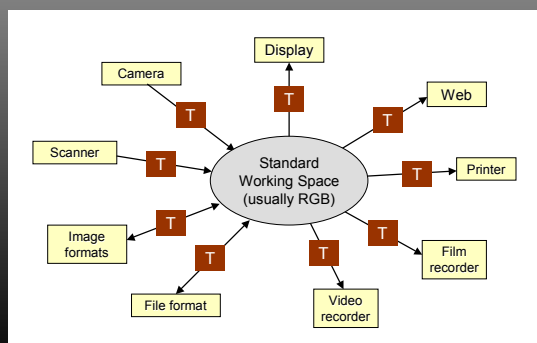 Display
T
Camera
T
Web
T
Scanner
T
Standard
Working Space
(usually RGB)
T
Printer
Image
formats
T
T
Film
recorder
T
File format
T
Video
recorder